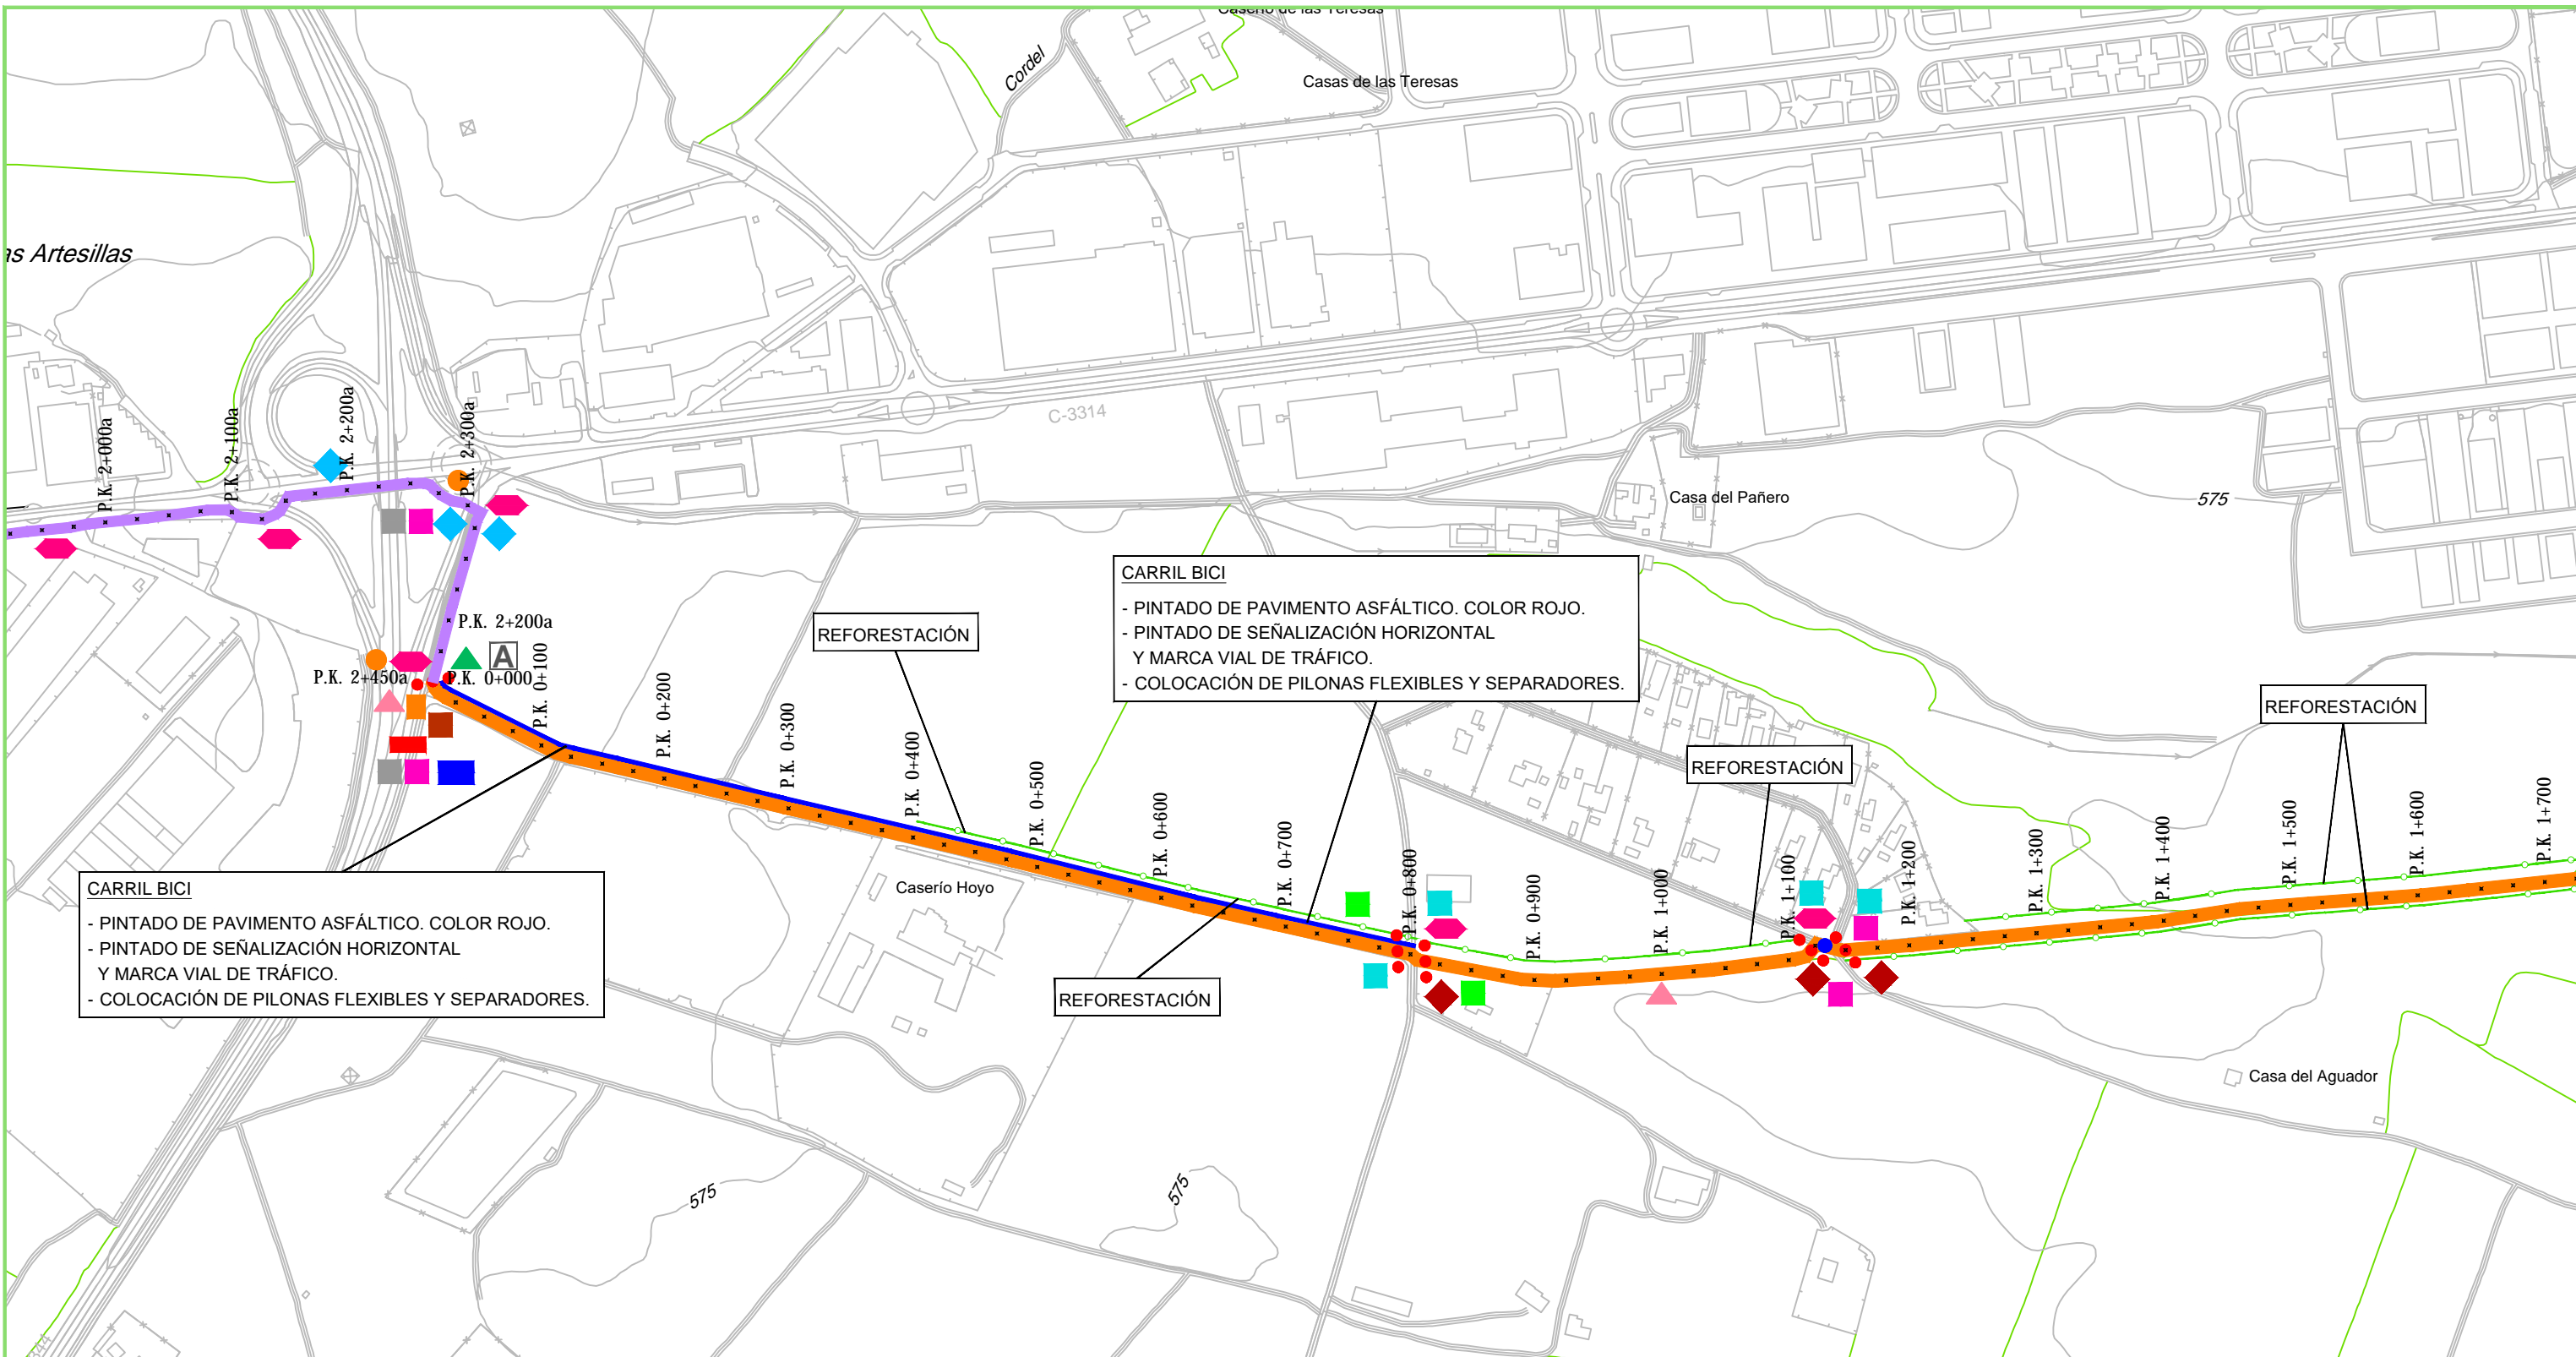 Caserío de las Teresas
Cordel
Casas de las Teresas
as Artesillas
C-3314
P.K. 2+000a
P.K. 2+100a
P.K. 2+200a
P.K. 2+300a
Casa del Pañero
575
CARRIL BICI
- PINTADO DE PAVIMENTO ASFÁLTICO. COLOR ROJO.
- PINTADO DE SEÑALIZACIÓN HORIZONTAL
Y MARCA VIAL DE TRÁFICO.
- COLOCACIÓN DE PILONAS FLEXIBLES Y SEPARADORES.
P.K. 2+200a
REFORESTACIÓN
A
P.K. 2+450a
P.K. 0+000
P.K. 0+100
P.K. 0+200
P.K. 0+300
P.K. 0+400
P.K. 0+500
P.K. 0+600
P.K. 0+700
P.K. 0+800
P.K. 0+900
P.K. 1+000
P.K. 1+100
P.K. 1+200
P.K. 1+300
P.K. 1+400
P.K. 1+500
P.K. 1+600
P.K. 1+700
REFORESTACIÓN
REFORESTACIÓN
Caserío Hoyo
CARRIL BICI
- PINTADO DE PAVIMENTO ASFÁLTICO. COLOR ROJO.
- PINTADO DE SEÑALIZACIÓN HORIZONTAL
Y MARCA VIAL DE TRÁFICO.
- COLOCACIÓN DE PILONAS FLEXIBLES Y SEPARADORES.
REFORESTACIÓN
Casa del Aguador
575
575